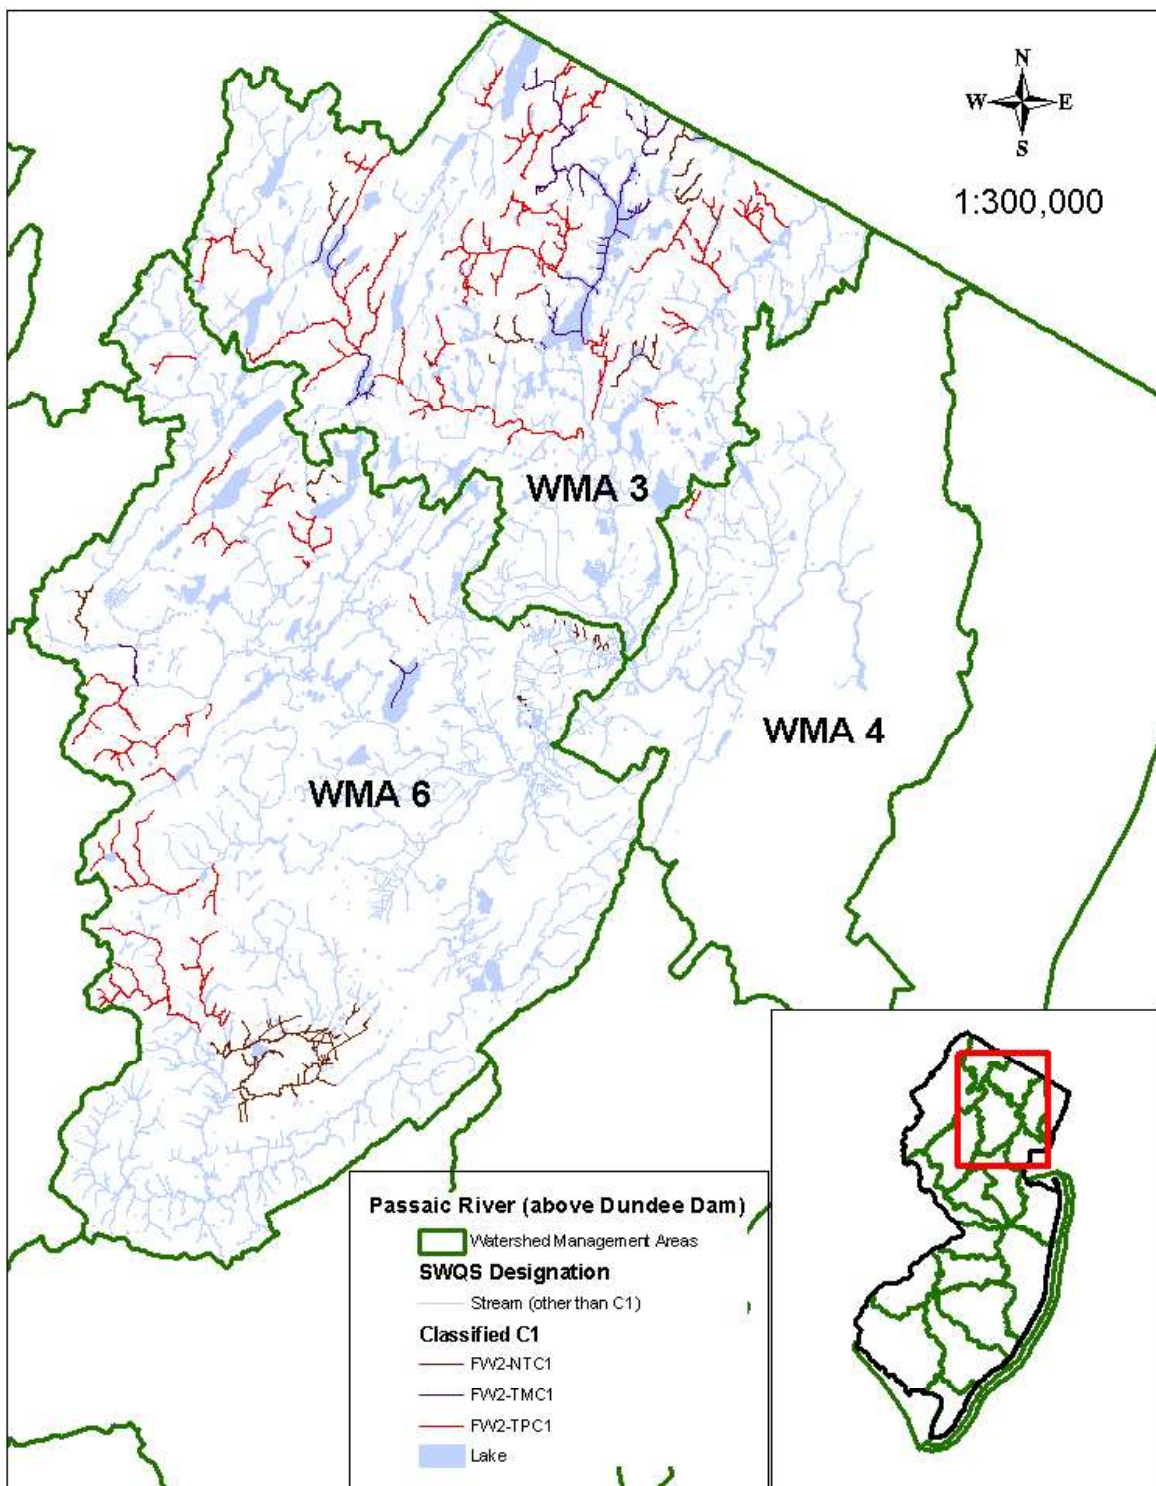 N
W E
S
1:300,000
WMA 3
WMA 4
WMA 6
Passaic River (above Dundee Dam)
Watershed Management Areas
SWQS Designation
Stream (other than C1)
Classified C1
FW2-NTC1
FW2-TMC1
FW2-TPC1
Lake